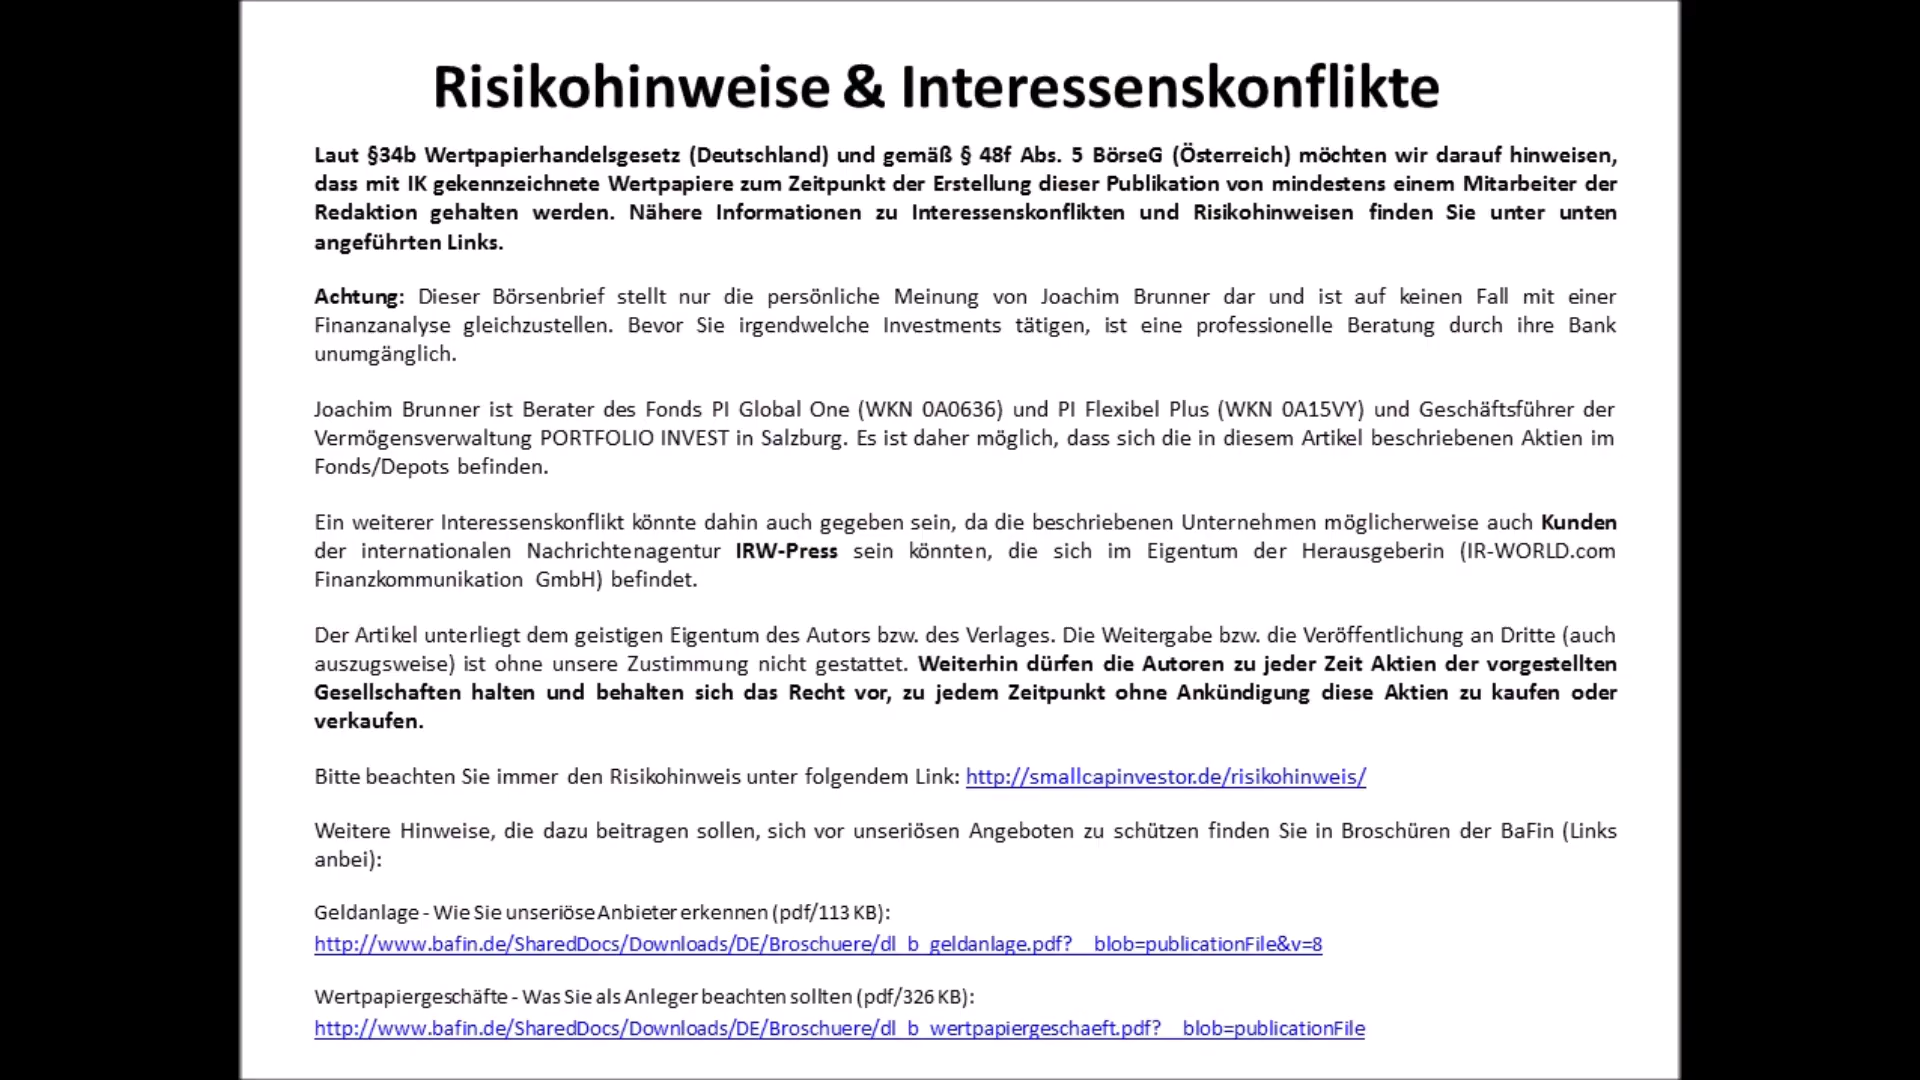 Risikohinweise & Interessenskonflikte
Laut §34b Wertpapierhandelsgesetz (Deutschland) und gemäß § 48f Abs. 5 BörseG (Österreich) möchten wir darauf hinweisen,
dass mit IK gekennzeichnete Wertpapiere zum Zeitpunkt der Erstellung dieser Publikation von mindestens einem Mitarbeiter der
Redaktion gehalten werden. Nähere Informationen zu Interessenskonflikten und Risikohinweisen finden Sie unter unten
angeführten Links.
Achtung: Dieser Börsenbrief stellt nur die persönliche Meinung von Joachim Brunner dar und ist auf keinen Fall mit einer
Finanzanalyse gleichzustellen. Bevor Sie irgendwelche Investments tätigen, ist eine professionelle Beratung durch ihre Bank
unumgänglich.
Joachim Brunner ist Berater des Fonds PI Global One (WKN 0A0636) und PI Flexibel Plus (WKN 0A15VY) und Geschäftsführer der
Vermögensverwaltung PORTFOLIO INVEST in Salzburg. Es ist daher möglich, dass sich die in diesem Artikel beschriebenen Aktien im
Fonds/Depots befinden.
Ein weiterer Interessenskonflikt könnte dahin auch gegeben sein, da die beschriebenen Unternehmen möglicherweise auch Kunden
der internationalen Nachrichtenagentur IRW-Press sein könnten, die sich im Eigentum der Herausgeberin (IR-WORLD.com
Finanzkommunikation GmbH) befindet.
Der Artikel unterliegt dem geistigen Eigentum des Autors bzw. des Verlages. Die Weitergabe bzw. die Veröffentlichung an Dritte (auch
auszugsweise) ist ohne unsere Zustimmung nicht gestattet. Weiterhin dürfen die Autoren zu jeder Zeit Aktien der vorgestellten
Gesellschaften halten und behalten sich das Recht vor, zu jedem Zeitpunkt ohne Ankündigung diese Aktien zu kaufen oder
verkaufen.
Bitte beachten Sie immer den Risikohinweis unter folgendem Link: http://smallcapinvestor.de/risikohinweis/
Weitere Hinweise, die dazu beitragen sollen, sich vor unseriösen Angeboten zu schützen finden Sie in Broschüren der BaFin (Links
anbei):
Geldanlage - Wie Sie unseriöse Anbieter erkennen (pdf/113 KB):
http://www.bafin.de/SharedDocs/Downloads/DE/Broschuere/dl_b_geldanlage.pdf?__blob=publicationFile&v=8
Wertpapiergeschäfte - Was Sie als Anleger beachten sollten (pdf/326 KB):
http://www.bafin.de/SharedDocs/Downloads/DE/Broschuere/dl_b_wertpapiergeschaeft.pdf?__blob=publicationFile